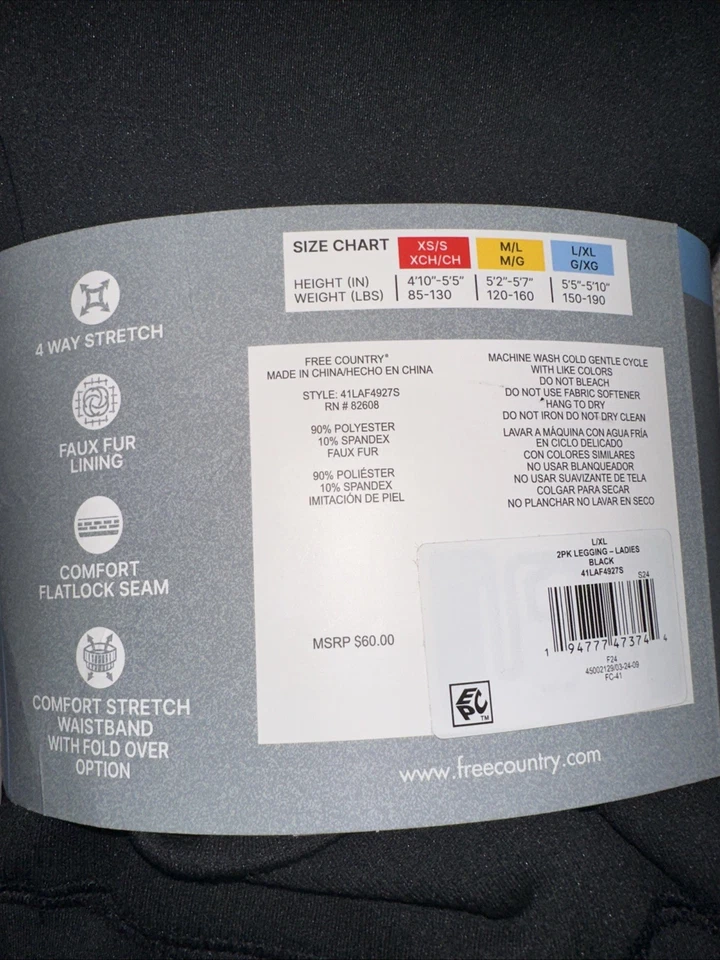 SIZE CHART
XS/S
XCH/CH
M/L
M/G
L/XL
G/XG
HEIGHT (IN) 4'10"-5'5" 5'2"-5'7" 5'5"-5'10"
WEIGHT (LBS) 85-130 120-160 150-190
4 WAY STRETCH
FAUX FUR
LINING
COMFORT
FLATLOCK SEAM
COMFORT STRETCH
WAISTBAND
WITH FOLD OVER
OPTION
FREE COUNTRY®
MADE IN CHINA/HECHO EN CHINA
STYLE: 41LAF4927S
RN # 82608
90% POLYESTER
10% SPANDEX
FAUX FUR
90% POLIÉSTER
10% SPANDEX
IMITACIÓN DE PIEL
MSRP $60.00
MACHINE WASH COLD GENTLE CYCLE
WITH LIKE COLORS
DO NOT BLEACH
DO NOT USE FABRIC SOFTENER
HANG TO DRY
DO NOT IRON DO NOT DRY CLEAN
LAVAR A MÁQUINA CON AGUA FRÍA
EN CICLO DELICADO
CON COLORES SIMILARES
NO USAR BLANQUEADOR
NO USAR SUAVIZANTE DE TELA
COLGAR PARA SECAR
NO PLANCHAR NO LAVAR EN SECO
L/XL
2PK LEGGING – LADIES
BLACK
41LAF4927S
S24
1 94777 47374 4
F24
45002129/03-24-09
FC-41
EPC
TM
www.freecountry.com